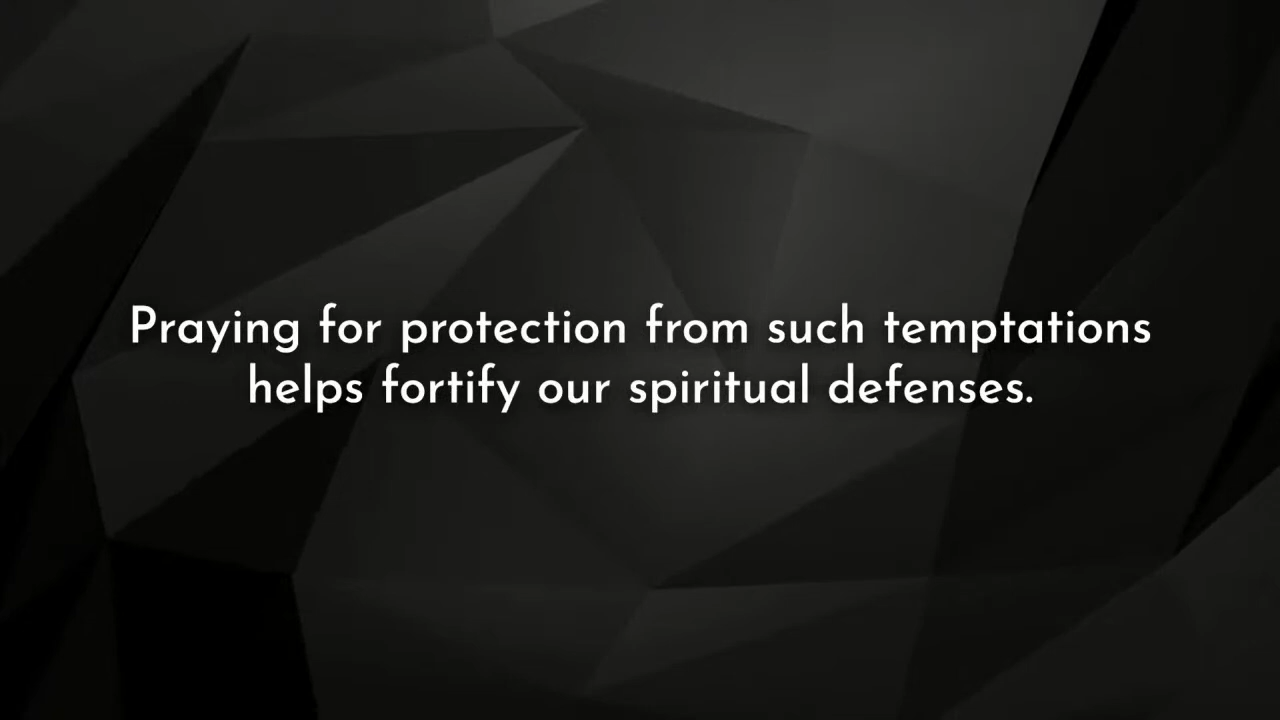 Praying for protection from such temptations
helps fortify our spiritual defenses.